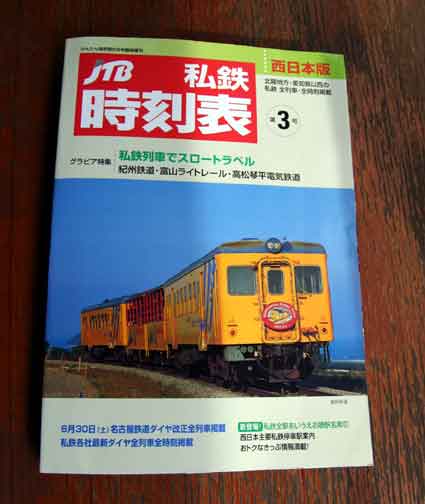 西日本版
北陸地方・愛知県以西の
私鉄 全列車・全時刻掲載
JTB 私鉄
時刻表
第3号
グラビア特集
私鉄列車でスロートラベル
紀州鉄道・富山ライトレール・高松琴平電気鉄道
6月30日(土)名古屋鉄道ダイヤ改正全列車掲載
私鉄各社最新ダイヤ全列車全時刻掲載
西日本主要私鉄停車駅案内
おトクなきっぷ情報満載!